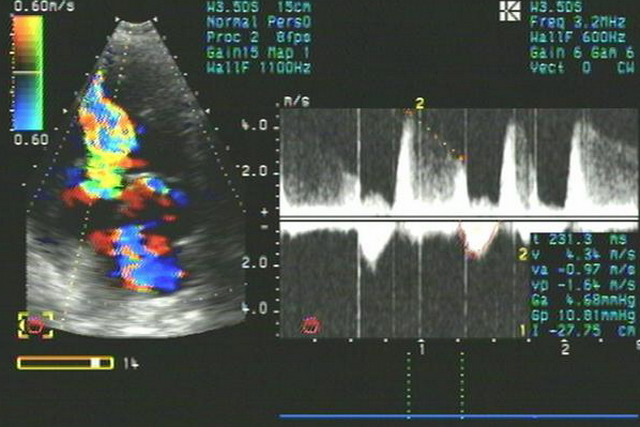 0.60m/s
W3.5DS 15cm
Normal Pers0
Proc 2 8fps
Gain15 Map 1
WallF 1100Hz
0.60
14
K
W3.5DS
Freq 3.2MHz
WallF 600Hz
Gain 6 Gam 6
Vect 0 CW
m/s
2
4.0
2.0
+
-
2.0
4.0
2
1
t 231.3 ms
v 4.34 m/s
va -0.97 m/s
vp -1.64 m/s
Ga 4.68mmHg
Gp 10.81mmHg
I -27.75 cm
1
2